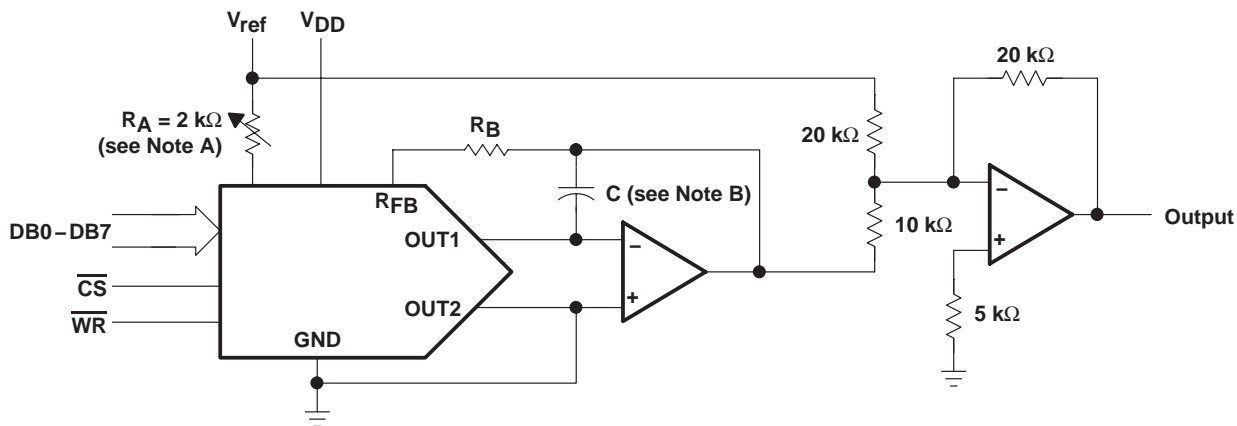 Vref
VDD
20 kΩ
RA = 2 kΩ
(see Note A)
RB
20 kΩ
C (see Note B)
RFB
DB0–DB7
OUT1
–
–
Output
10 kΩ
+
CS
OUT2
+
WR
5 kΩ
GND